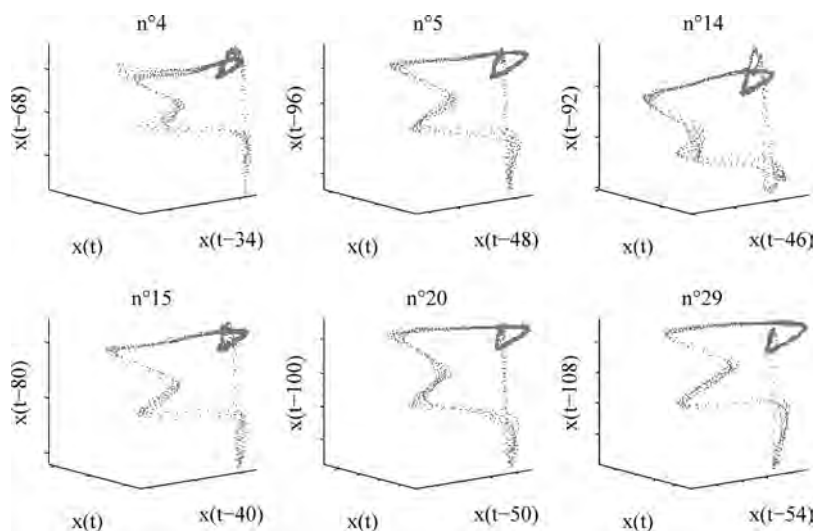 n°4
x(t−68)
x(t)
x(t−34)
n°5
x(t−96)
x(t)
x(t−48)
n°14
x(t−92)
x(t)
x(t−46)
n°15
x(t−80)
x(t)
x(t−40)
n°20
x(t−100)
x(t)
x(t−50)
n°29
x(t−108)
x(t)
x(t−54)